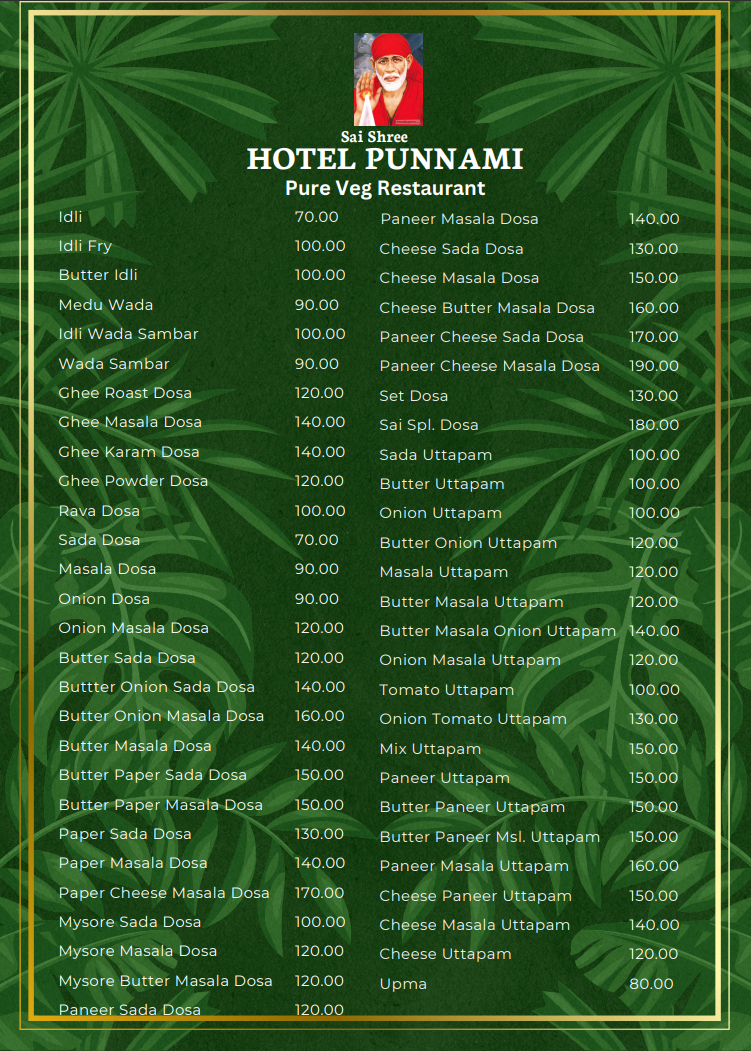 Sai Shree
HOTEL PUNNAMI
Pure Veg Restaurant
Idli 70.00
Idli Fry 100.00
Butter Idli 100.00
Medu Wada 90.00
Idli Wada Sambar 100.00
Wada Sambar 90.00
Ghee Roast Dosa 120.00
Ghee Masala Dosa 140.00
Ghee Karam Dosa 140.00
Ghee Powder Dosa 120.00
Rava Dosa 100.00
Sada Dosa 70.00
Masala Dosa 90.00
Onion Dosa 90.00
Onion Masala Dosa 120.00
Butter Sada Dosa 120.00
Buttter Onion Sada Dosa 140.00
Butter Onion Masala Dosa 160.00
Butter Masala Dosa 140.00
Butter Paper Sada Dosa 150.00
Butter Paper Masala Dosa 150.00
Paper Sada Dosa 130.00
Paper Masala Dosa 140.00
Paper Cheese Masala Dosa 170.00
Mysore Sada Dosa 100.00
Mysore Masala Dosa 120.00
Mysore Butter Masala Dosa 120.00
Paneer Sada Dosa 120.00
Paneer Masala Dosa 140.00
Cheese Sada Dosa 130.00
Cheese Masala Dosa 150.00
Cheese Butter Masala Dosa 160.00
Paneer Cheese Sada Dosa 170.00
Paneer Cheese Masala Dosa 190.00
Set Dosa 130.00
Sai Spl. Dosa 180.00
Sada Uttapam 100.00
Butter Uttapam 100.00
Onion Uttapam 100.00
Butter Onion Uttapam 120.00
Masala Uttapam 120.00
Butter Masala Uttapam 120.00
Butter Masala Onion Uttapam 140.00
Onion Masala Uttapam 120.00
Tomato Uttapam 100.00
Onion Tomato Uttapam 130.00
Mix Uttapam 150.00
Paneer Uttapam 150.00
Butter Paneer Uttapam 150.00
Butter Paneer Msl. Uttapam 150.00
Paneer Masala Uttapam 160.00
Cheese Paneer Uttapam 150.00
Cheese Masala Uttapam 140.00
Cheese Uttapam 120.00
Upma 80.00